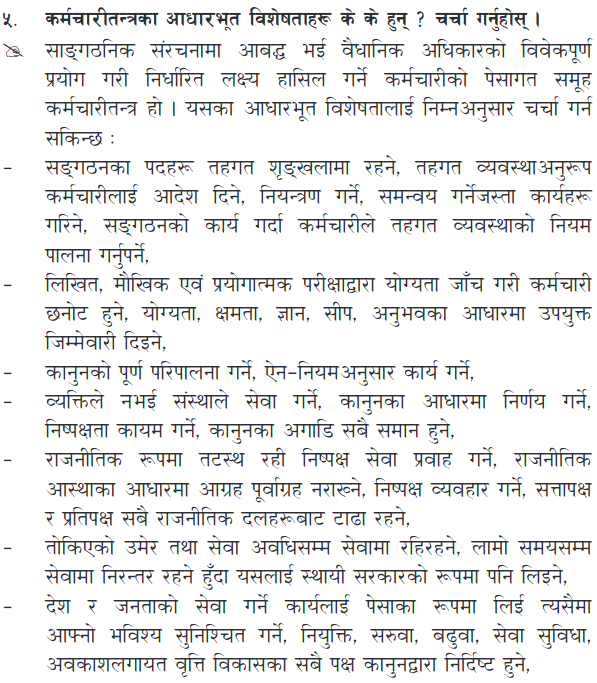 ५. कर्मचारीतन्त्रका आधारभूत विशेषताहरू के के हुन् ? चर्चा गर्नुहोस् ।
साङ्गठनिक संरचनामा आबद्ध भई वैधानिक अधिकारको विवेकपूर्ण
प्रयोग गरी निर्धारित लक्ष्य हासिल गर्ने कर्मचारीको पेसागत समूह
कर्मचारीतन्त्र हो । यसका आधारभूत विशेषतालाई निम्नअनुसार चर्चा गर्न
सकिन्छ :
- सङ्गठनका पदहरू तहगत शृङ्खलामा रहने, तहगत व्यवस्थाअनुरूप
कर्मचारीलाई आदेश दिने, नियन्त्रण गर्ने, समन्वय गर्नेजस्ता कार्यहरू
गरिने, सङ्गठनको कार्य गर्दा कर्मचारीले तहगत व्यवस्थाको नियम
पालना गर्नुपर्ने,
- लिखित, मौखिक एवं प्रयोगात्मक परीक्षाद्वारा योग्यता जाँच गरी कर्मचारी
छनोट हुने, योग्यता, क्षमता, ज्ञान, सीप, अनुभवका आधारमा उपयुक्त
जिम्मेवारी दिइने,
- कानुनको पूर्ण परिपालना गर्ने, ऐन-नियमअनुसार कार्य गर्ने,
- व्यक्तिले नभई संस्थाले सेवा गर्ने, कानुनका आधारमा निर्णय गर्ने,
निष्पक्षता कायम गर्ने, कानुनका अगाडि सबै समान हुने,
- राजनीतिक रूपमा तटस्थ रही निष्पक्ष सेवा प्रवाह गर्ने, राजनीतिक
आस्थाका आधारमा आग्रह पूर्वाग्रह नराख्ने, निष्पक्ष व्यवहार गर्ने, सत्तापक्ष
र प्रतिपक्ष सबै राजनीतिक दलहरूबाट टाढा रहने,
- तोकिएको उमेर तथा सेवा अवधिसम्म सेवामा रहिरहने, लामो समयसम्म
सेवामा निरन्तर रहने हुँदा यसलाई स्थायी सरकारको रूपमा पनि लिइने,
- देश र जनताको सेवा गर्ने कार्यलाई पेसाका रूपमा लिई त्यसैमा
आफ्नो भविश्य सुनिश्चित गर्ने, नियुक्ति, सरुवा, बढुवा, सेवा सुविधा,
अवकाशलगायत वृत्ति विकासका सबै पक्ष कानुनद्वारा निर्दिष्ट हुने,